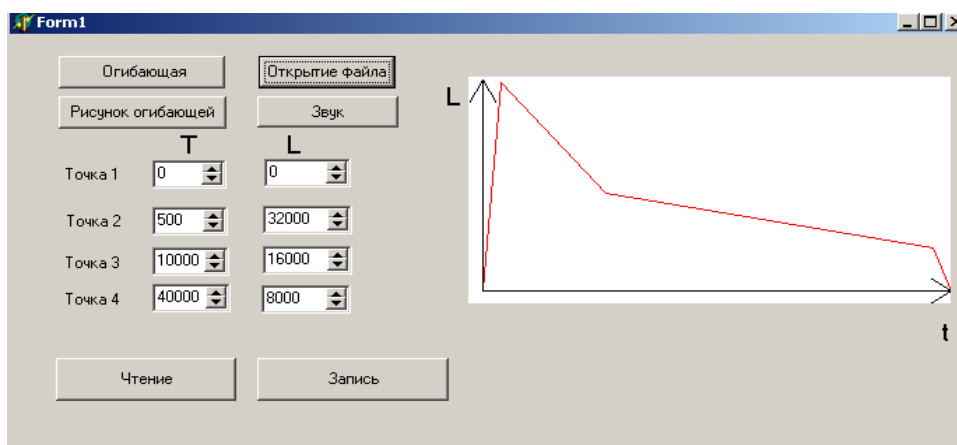 Form1
Огибающая Открытие файла
Рисунок огибающей Звук
T L
Точка 1 0 0
Точка 2 500 32000
Точка 3 10000 16000
Точка 4 40000 8000
Чтение Запись
L
t